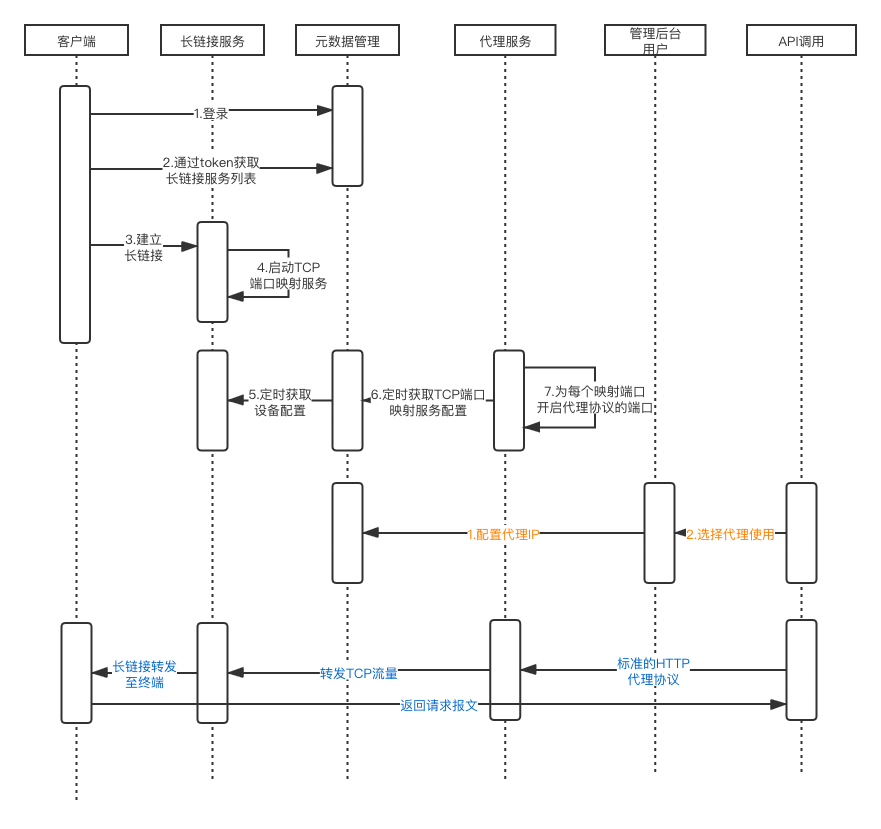 客户端
长链接服务
元数据管理
代理服务
管理后台
用户
API调用
1.登录
2.通过token获取
长链接服务列表
3.建立
长链接
4.启动TCP
端口映射服务
5.定时获取
设备配置
6.定时获取TCP端口
映射服务配置
7.为每个映射端口
开启代理协议的端口
1.配置代理IP
2.选择代理使用
长链接转发
至终端
转发TCP流量
标准的HTTP
代理协议
返回请求报文